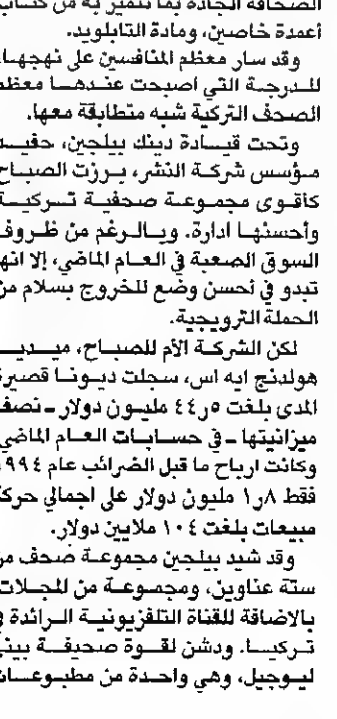 الصحافة الجادة بما تتميز به من كتاب
أعمدة خاصين، ومادة التابلويد.
وقد سار معظم المنافسين على نهجها،
للدرجة التي اصبحت عندها معظم
الصحف التركية شبه متطابقة معها.
وتحت قيادة دينك بيلجين، حفيد
مؤسس شركة النشر، برزت الصباح
كأقوى مجموعة صحفية تركية
وأحسنها ادارة. وبالرغم من ظروف
السوق الصعبة في العام الماضي، إلا انها
تبدو في أحسن وضع للخروج بسلام من
الحملة الترويجية.
لكن الشركة الأم للصباح، ميديا
هولدنج ايه اس، سجلت ديونا قصيرة
المدى بلغت ٤٤٫٥ مليون دولار - نصف
ميزانيتها - في حسابات العام الماضي
وكانت ارباح ما قبل الضرائب عام ١٩٩٤
فقط ١٫٨ مليون دولار على اجمالي حركة
مبيعات بلغت ١٠٤ ملايين دولار.
وقد شيد بيلجين مجموعة صحف من
ستة عناوين، ومجموعة من المجلات
بالاضافة للقناة التلفزيونية الرائدة في
تركيا. ودشن لقوة صحيفة بيني
ليوجيل، وهي واحدة من مطبوعات